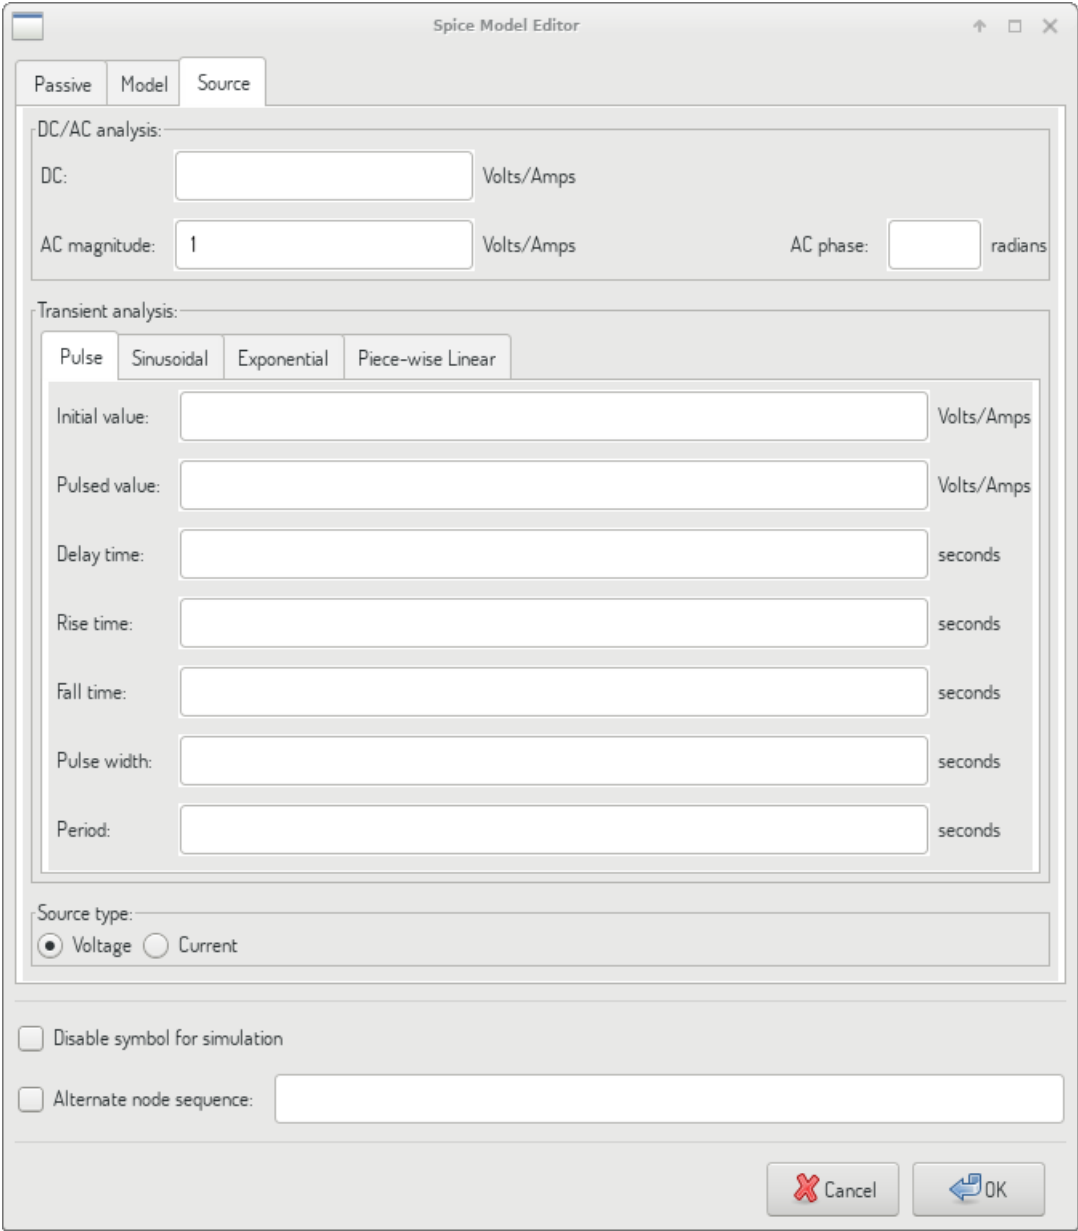 Spice Model Editor
Passive Model Source
DC/AC analysis:
DC: Volts/Amps
AC magnitude: 1 Volts/Amps AC phase: radians
Transient analysis:
Pulse Sinusoidal Exponential Piece-wise Linear
Initial value: Volts/Amps
Pulsed value: Volts/Amps
Delay time: seconds
Rise time: seconds
Fall time: seconds
Pulse width: seconds
Period: seconds
Source type:
Voltage Current
Disable symbol for simulation
Alternate node sequence:
Cancel OK